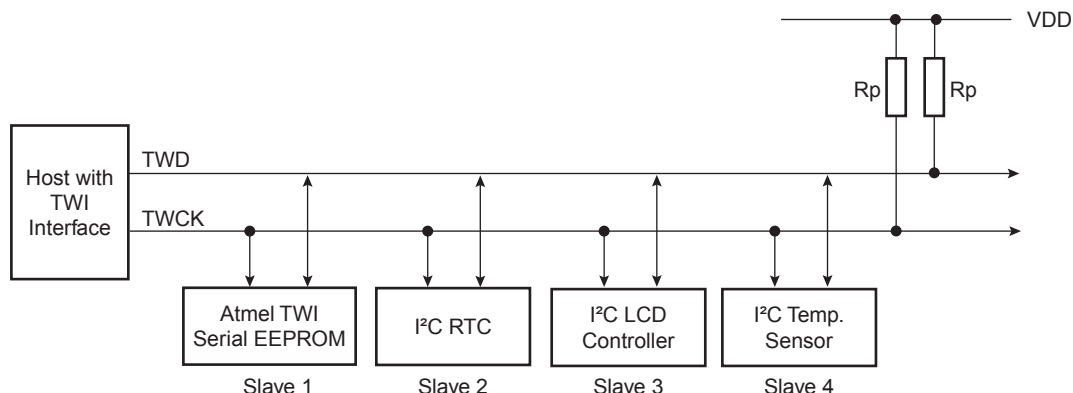 VDD
Rp
Rp
Host with
TWI
Interface
TWD
TWCK
Atmel TWI
Serial EEPROM
Slave 1
I²C RTC
Slave 2
I²C LCD
Controller
Slave 3
I²C Temp.
Sensor
Slave 4